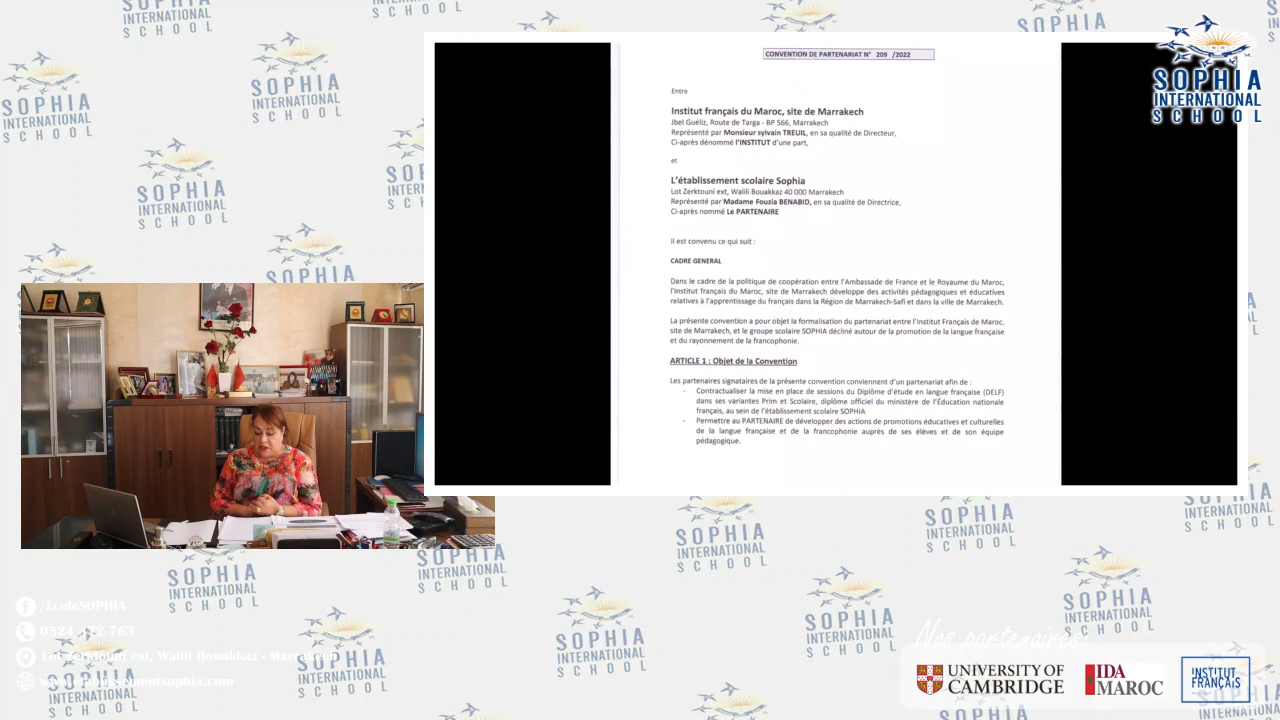 SOPHIA
INTERNATIONAL
SCHOOL
CONVENTION DE PARTENARIAT N° 209 /2022
Entre
Institut français du Maroc, site de Marrakech
Jbel Guéliz, Route de Targa - BP 566, Marrakech
Représenté par Monsieur sylvain TREUIL, en sa qualité de Directeur,
Ci-après dénommé l'INSTITUT d'une part,
et
L'établissement scolaire Sophia
Lot Zerktouni ext, Walili Bouakkaz 40 000 Marrakech
Représenté par Madame Fouzia BENABID, en sa qualité de Directrice,
Ci-après nommé Le PARTENAIRE
Il est convenu ce qui suit :
CADRE GENERAL
Dans le cadre de la politique de coopération entre l'Ambassade de France et le Royaume du Maroc,
l'Institut français du Maroc, site de Marrakech développe des activités pédagogiques et éducatives
relatives à l'apprentissage du français dans la Région de Marrakech-Safi et dans la ville de Marrakech.
La présente convention a pour objet la formalisation du partenariat entre l'Institut Français de Maroc,
site de Marrakech, et le groupe scolaire SOPHIA décliné autour de la promotion de la langue française
et du rayonnement de la francophonie.
ARTICLE 1 : Objet de la Convention
Les partenaires signataires de la présente convention conviennent d'un partenariat afin de :
- Contractualiser la mise en place de sessions du Diplôme d'étude en langue française (DELF)
dans ses variantes Prim et Scolaire, diplôme officiel du ministère de l'Éducation nationale
français, au sein de l'établissement scolaire SOPHIA
- Permettre au PARTENAIRE de développer des actions de promotions éducatives et culturelles
de la langue française et de la francophonie auprès de ses élèves et de son équipe
pédagogique.
/EcoleSOPHIA
0524 372 763
Lot Zerktouni ext, Walili-Bouakkaz - Marrakech
Nos partenaires
UNIVERSITY OF
CAMBRIDGE
IDA
MAROC
INSTITUT
FRANÇAIS